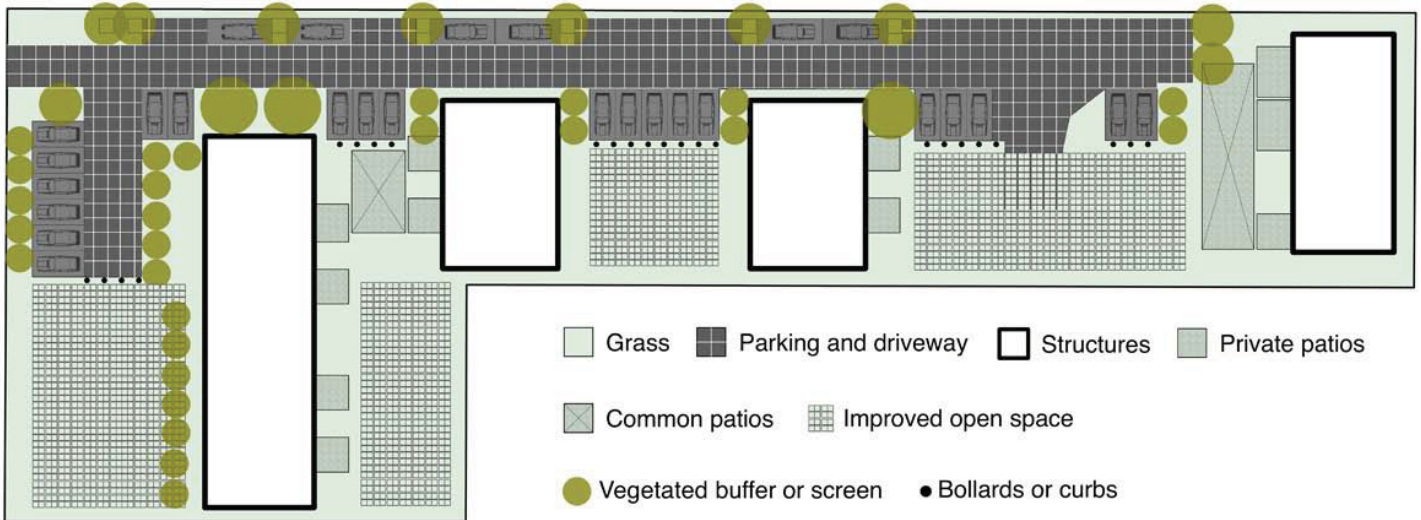 Grass Parking and driveway Structures Private patios
Common patios Improved open space
Vegetated buffer or screen Bollards or curbs